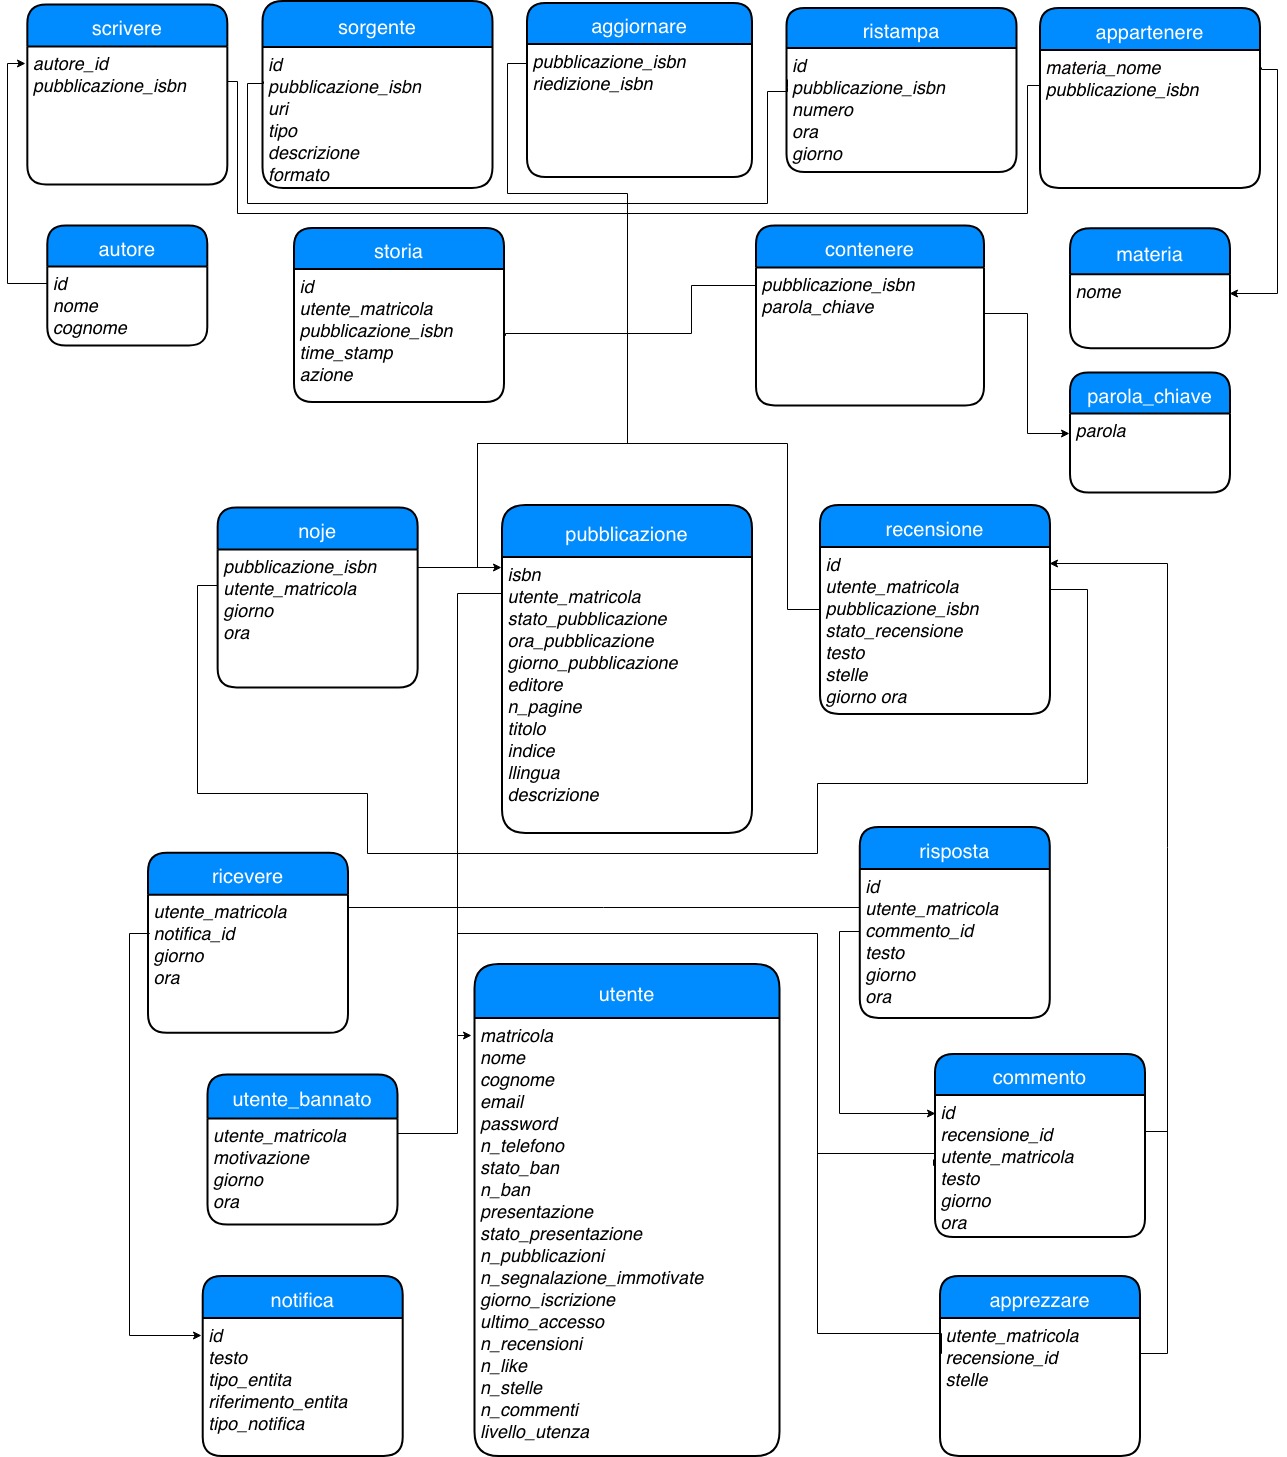 scrivere
autore_id
pubblicazione_isbn
sorgente
id
pubblicazione_isbn
uri
tipo
descrizione
formato
aggiornare
pubblicazione_isbn
riedizione_isbn
ristampa
id
pubblicazione_isbn
numero
ora
giorno
appartenere
materia_nome
pubblicazione_isbn
autore
id
nome
cognome
storia
id
utente_matricola
pubblicazione_isbn
time_stamp
azione
contenere
pubblicazione_isbn
parola_chiave
materia
nome
parola_chiave
parola
noje
pubblicazione_isbn
utente_matricola
giorno
ora
pubblicazione
isbn
utente_matricola
stato_pubblicazione
ora_pubblicazione
giorno_pubblicazione
editore
n_pagine
titolo
indice
llingua
descrizione
recensione
id
utente_matricola
pubblicazione_isbn
stato_recensione
testo
stelle
giorno ora
ricevere
utente_matricola
notifica_id
giorno
ora
risposta
id
utente_matricola
commento_id
testo
giorno
ora
utente
matricola
nome
cognome
email
password
n_telefono
stato_ban
n_ban
presentazione
stato_presentazione
n_pubblicazioni
n_segnalazione_immotivate
giorno_iscrizione
ultimo_accesso
n_recensioni
n_like
n_stelle
n_commenti
livello_utenza
utente_bannato
utente_matricola
motivazione
giorno
ora
commento
id
recensione_id
utente_matricola
testo
giorno
ora
notifica
id
testo
tipo_entita
riferimento_entita
tipo_notifica
apprezzare
utente_matricola
recensione_id
stelle